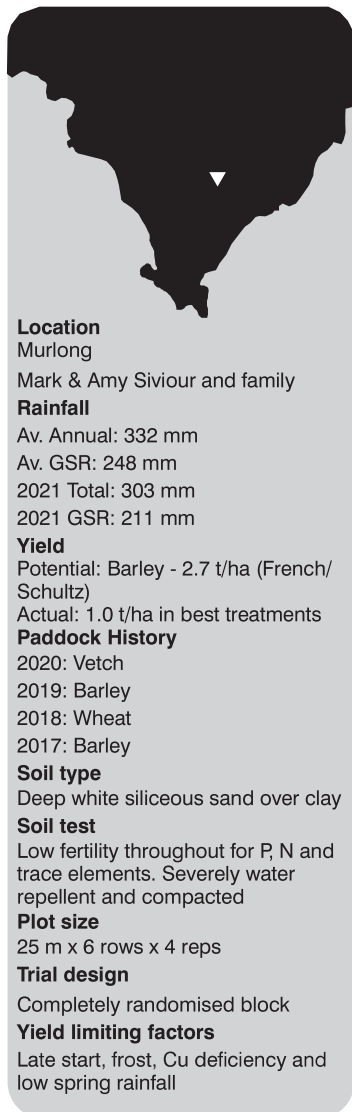 Location
Murlong
Mark & Amy Siviour and family
Rainfall
Av. Annual: 332 mm
Av. GSR: 248 mm
2021 Total: 303 mm
2021 GSR: 211 mm
Yield
Potential: Barley - 2.7 t/ha (French/
Schultz)
Actual: 1.0 t/ha in best treatments
Paddock History
2020: Vetch
2019: Barley
2018: Wheat
2017: Barley
Soil type
Deep white siliceous sand over clay
Soil test
Low fertility throughout for P, N and
trace elements. Severely water
repellent and compacted
Plot size
25 m x 6 rows x 4 reps
Trial design
Completely randomised block
Yield limiting factors
Late start, frost, Cu deficiency and
low spring rainfall